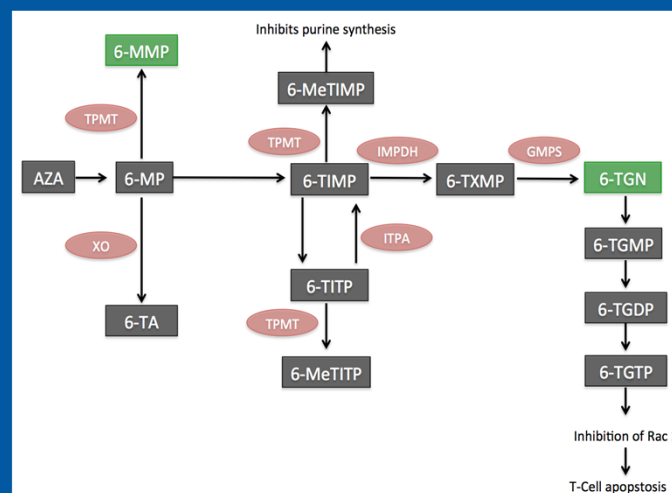 Inhibits purine synthesis
6-MMP
6-MeTIMP
TPMT
TPMT
IMPDH
GMPS
AZA
6-MP
6-TIMP
6-TXMP
6-TGN
XO
ITPA
6-TGMP
6-TITP
6-TA
TPMT
6-TGDP
6-MeTITP
6-TGTP
Inhibition of Rac
T-Cell apopstosis